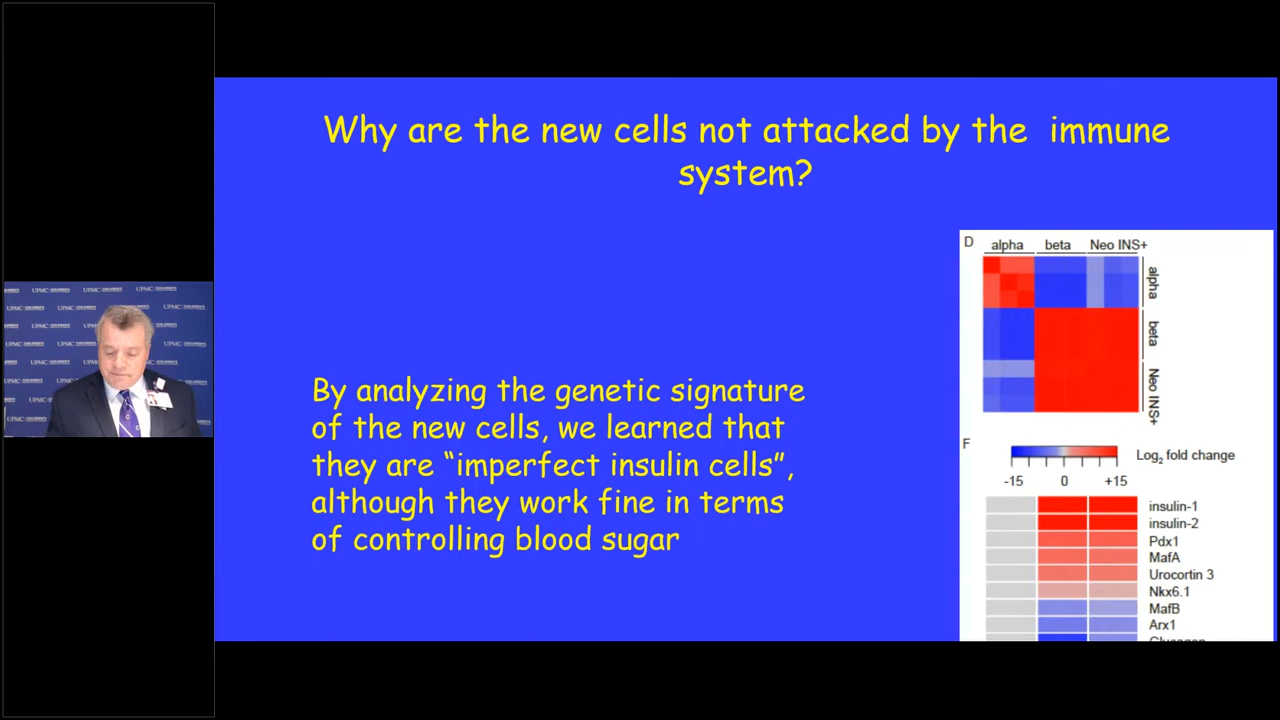 Why are the new cells not attacked by the immune
system?
By analyzing the genetic signature
of the new cells, we learned that
they are “imperfect insulin cells”,
although they work fine in terms
of controlling blood sugar
D
alpha beta Neo INS+
alpha
beta
Neo INS+
F
Log2 fold change
-15 0 +15
insulin-1
insulin-2
Pdx1
MafA
Urocortin 3
Nkx6.1
MafB
Arx1
Glucagon
UPMC